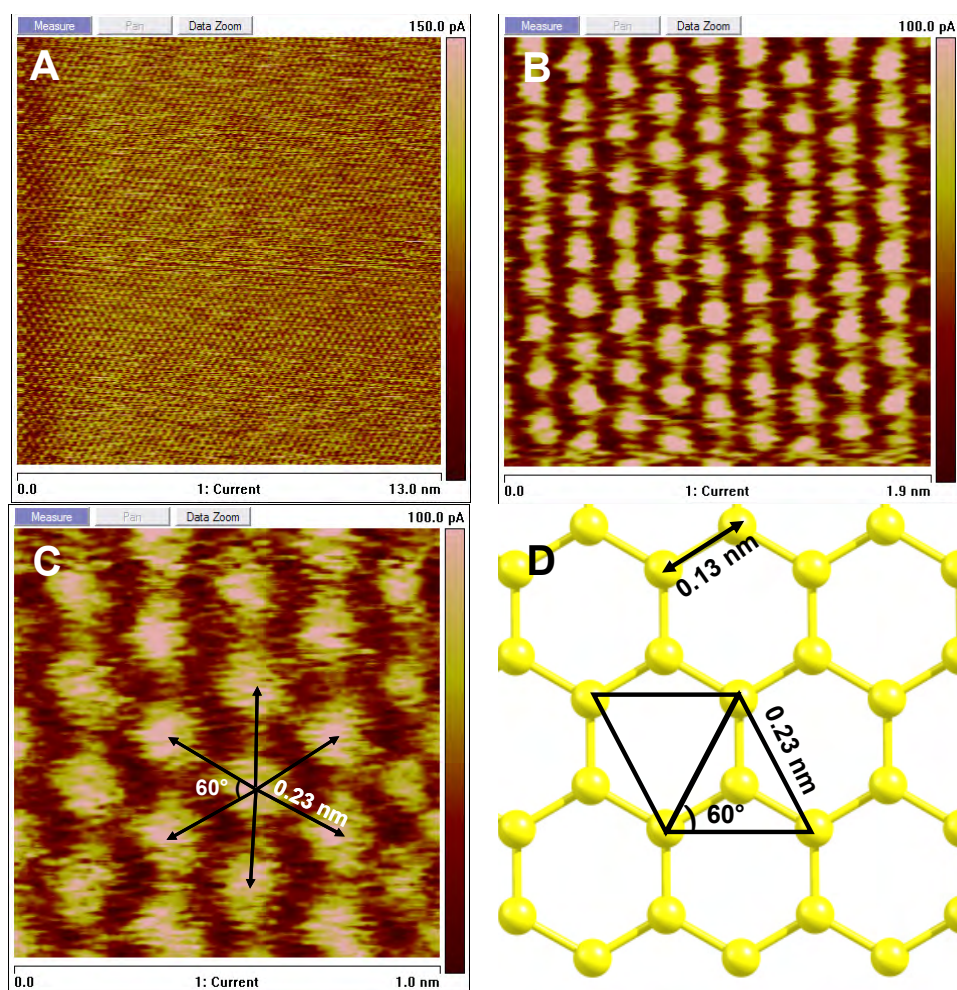 Measure Pan Data Zoom 150.0 pA
A
0.0 1: Current 13.0 nm
Measure Pan Data Zoom 100.0 pA
B
0.0 1: Current 1.9 nm
Measure Pan Data Zoom 100.0 pA
C
60°
0.23 nm
0.0 1: Current 1.0 nm
D
0.13 nm
0.23 nm
60°